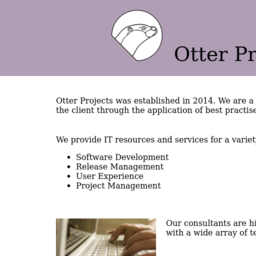 Otter Pr
Otter Projects was established in 2014. We are a
the client through the application of best practise
We provide IT resources and services for a variety
Software Development
Release Management
User Experience
Project Management
Our consultants are hi
with a wide array of te